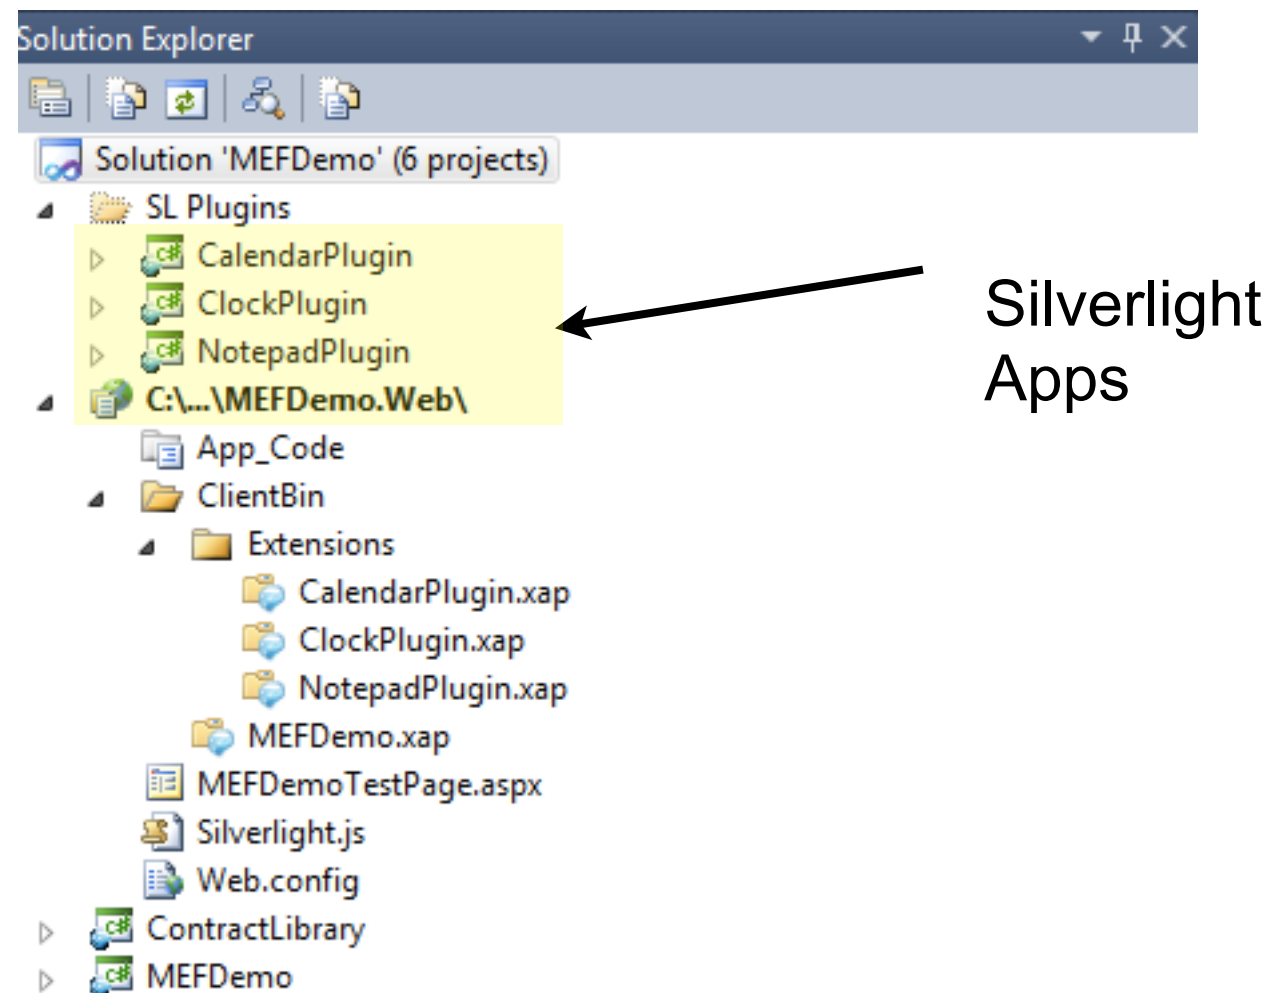 Solution Explorer
Solution 'MEFDemo' (6 projects)
SL Plugins
CalendarPlugin
ClockPlugin
NotepadPlugin
C:\...\MEFDemo.Web\
App_Code
ClientBin
Extensions
CalendarPlugin.xap
ClockPlugin.xap
NotepadPlugin.xap
MEFDemo.xap
MEFDemoTestPage.aspx
Silverlight.js
Web.config
ContractLibrary
MEFDemo
Silverlight
Apps